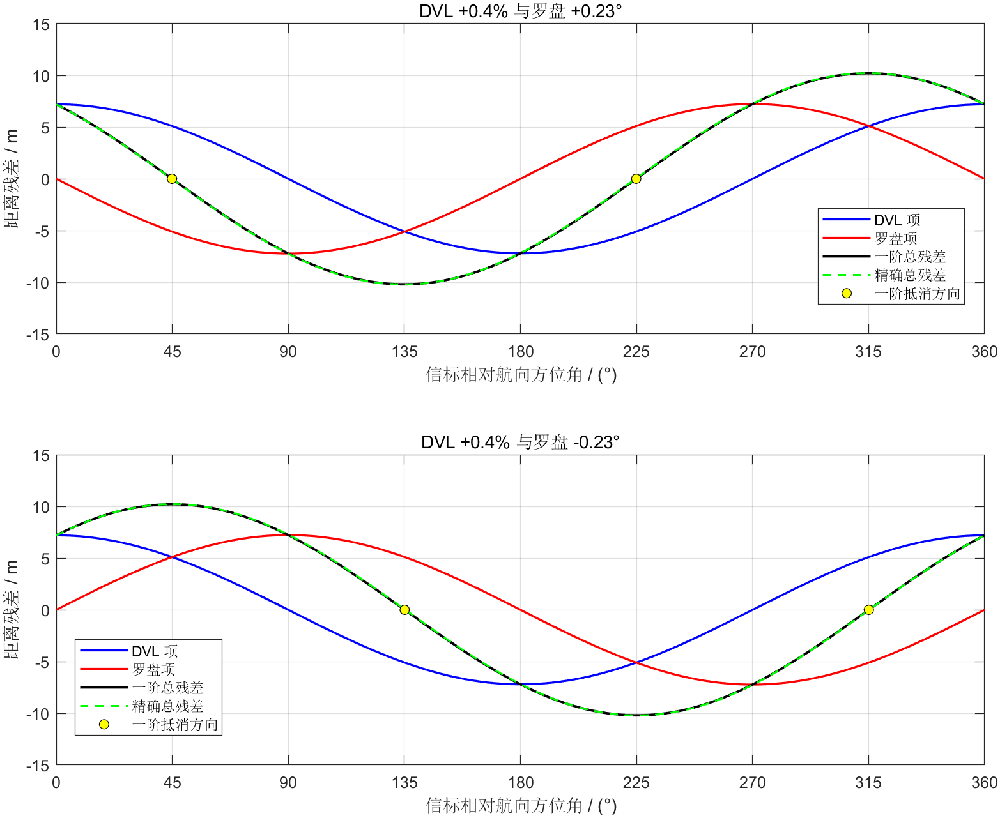 DVL +0.4% 与罗盘 +0.23°
15
10
5
0
-5
-10
-15
距离残差 / m
DVL 项
罗盘项
一阶总残差
精确总残差
一阶抵消方向
0 45 90 135 180 225 270 315 360
信标相对航向方位角 / (°)
DVL +0.4% 与罗盘 -0.23°
15
10
5
0
-5
-10
-15
距离残差 / m
DVL 项
罗盘项
一阶总残差
精确总残差
一阶抵消方向
0 45 90 135 180 225 270 315 360
信标相对航向方位角 / (°)